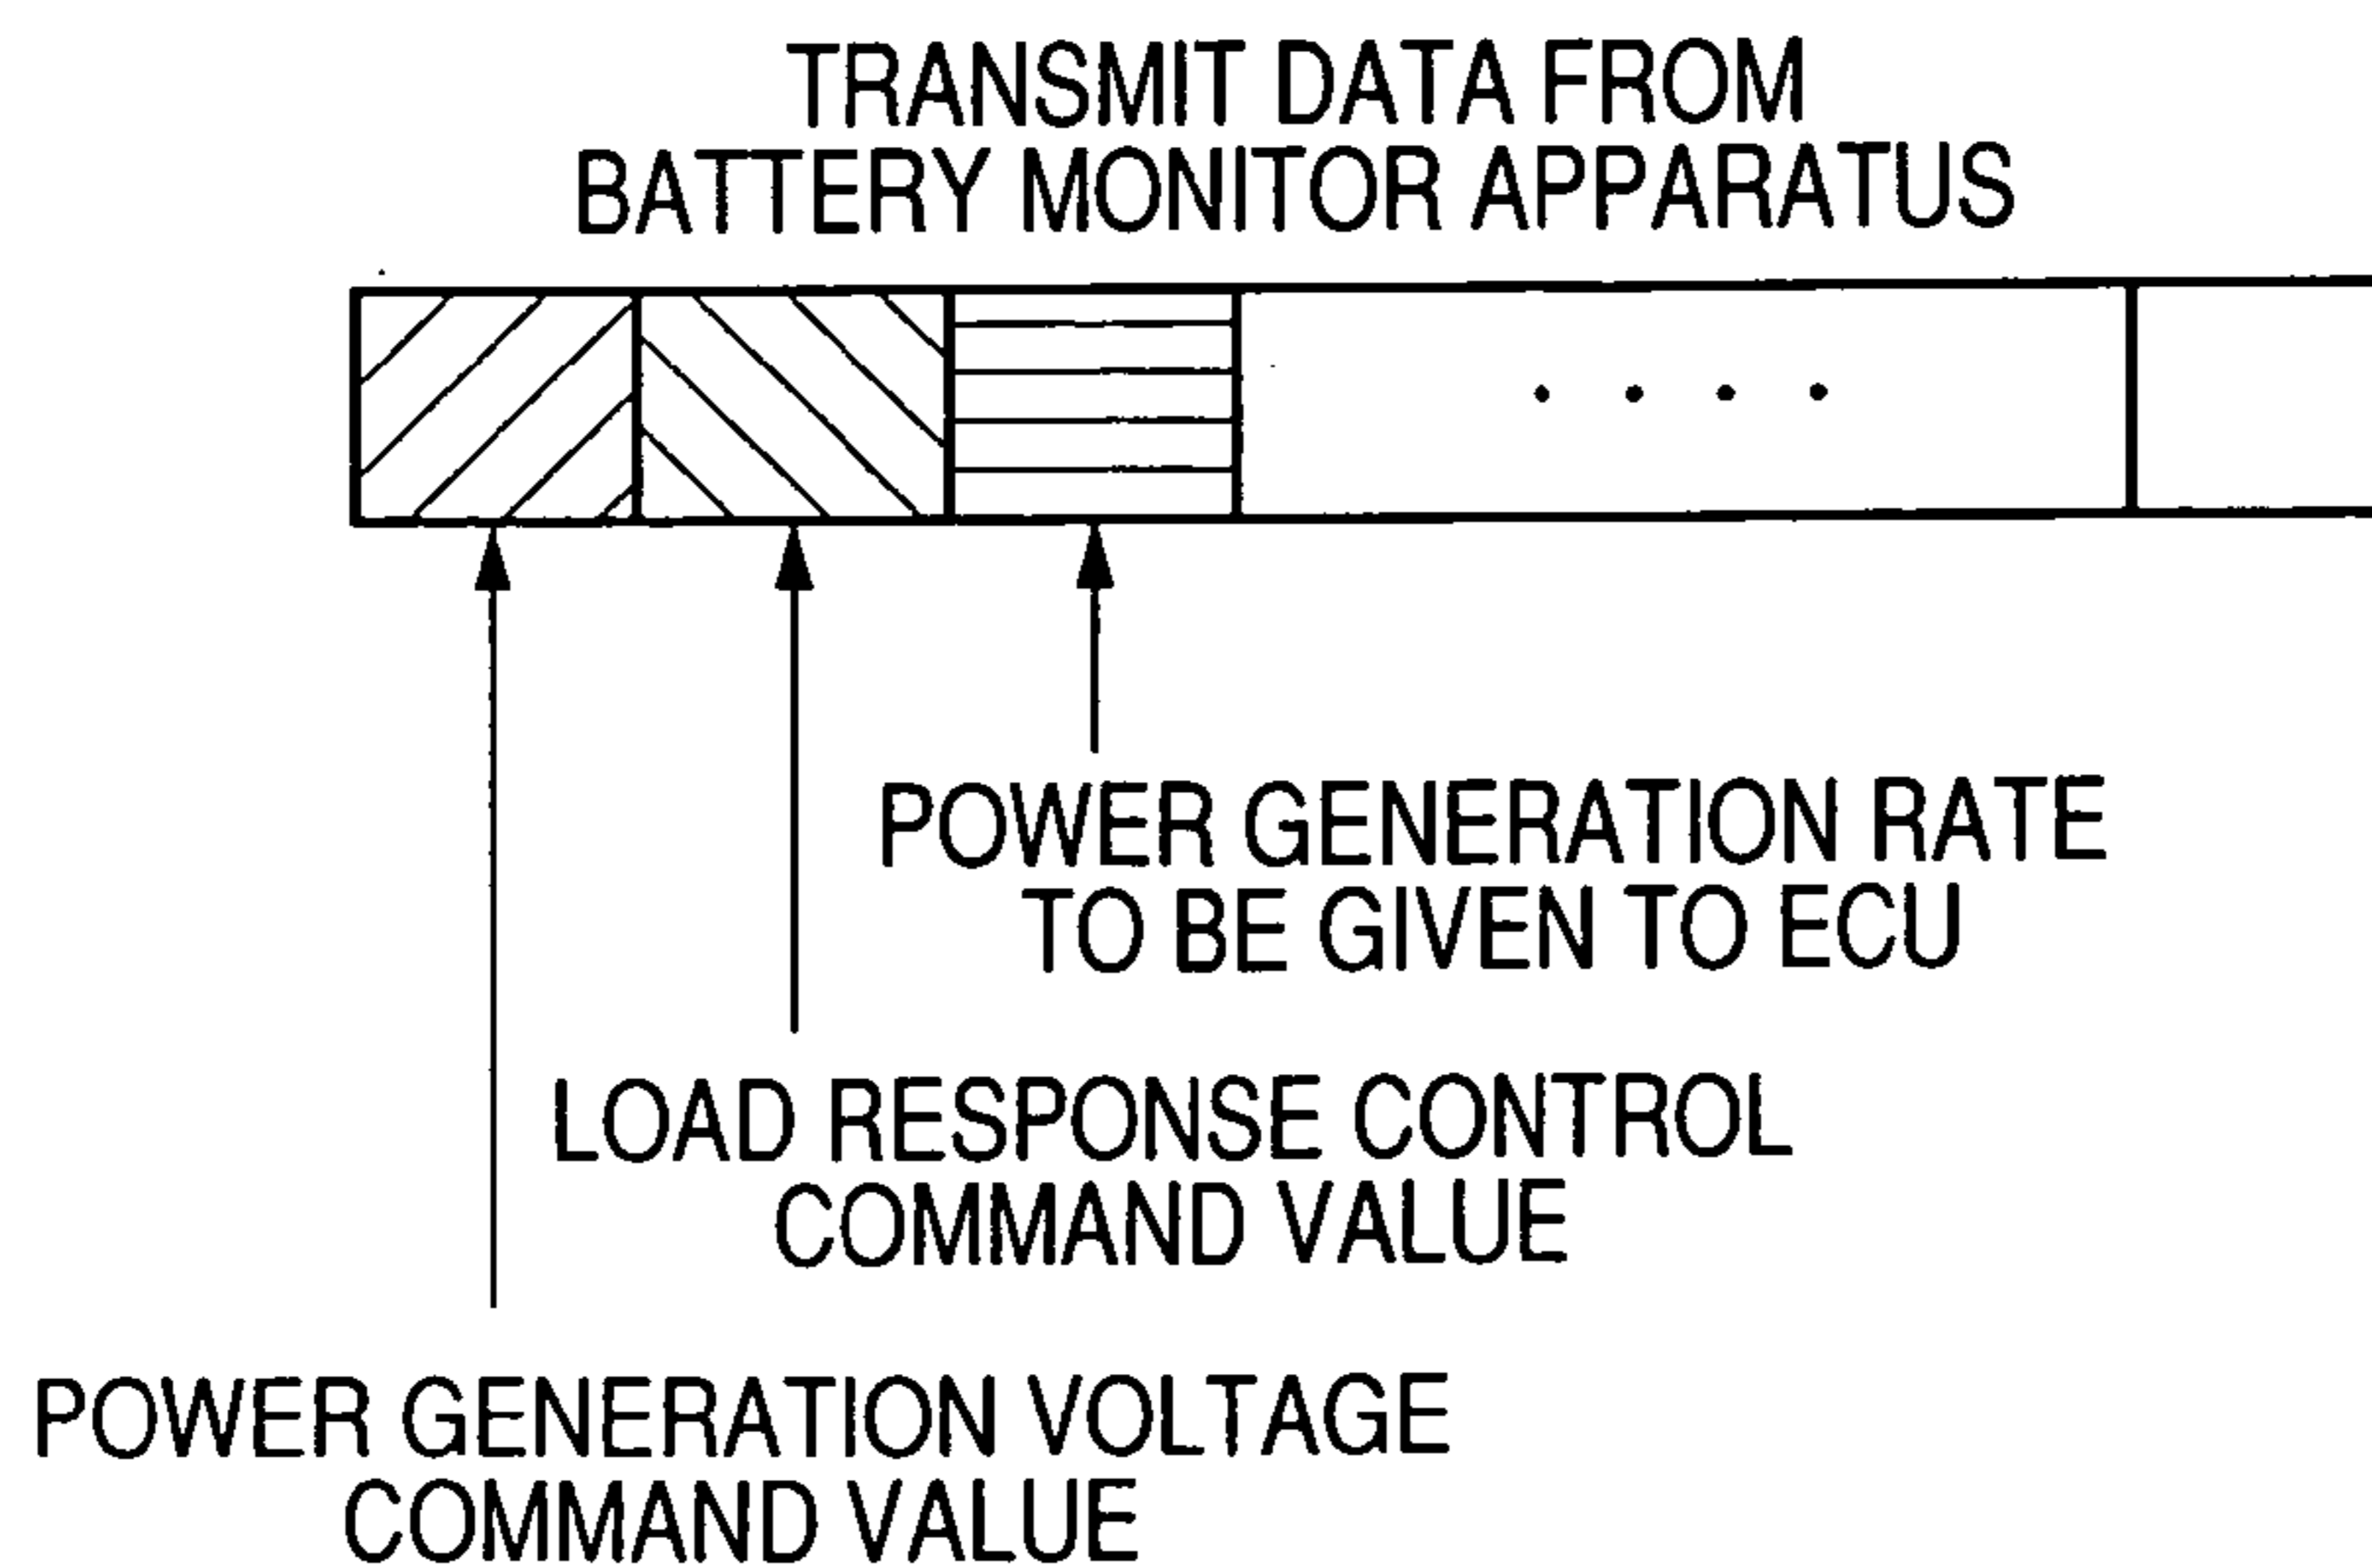 TRANSMIT DATA FROM
BATTERY MONITOR APPARATUS
. . . .
POWER GENERATION RATE
TO BE GIVEN TO ECU
LOAD RESPONSE CONTROL
COMMAND VALUE
POWER GENERATION VOLTAGE
COMMAND VALUE